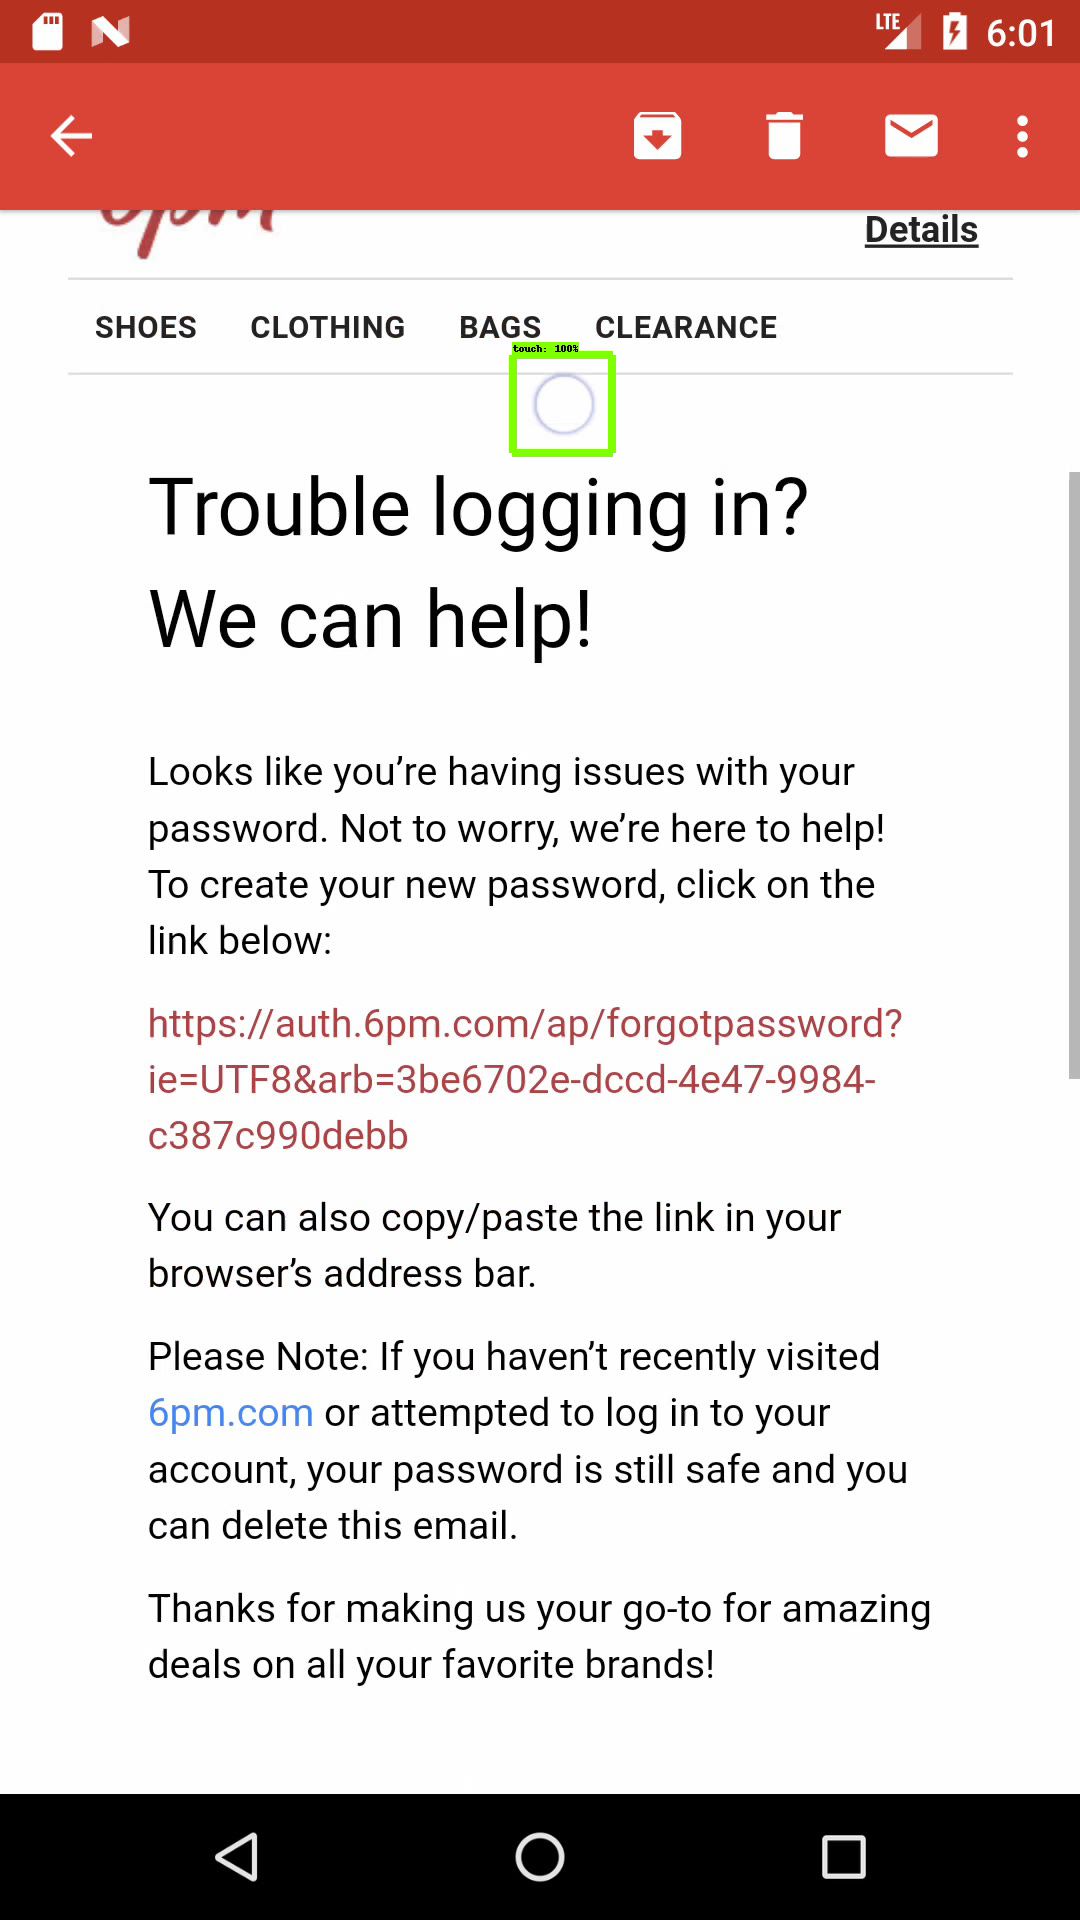 LTE 6:01
6pm
Details
SHOES CLOTHING BAGS CLEARANCE
touch: 100%
Trouble logging in?
We can help!
Looks like you’re having issues with your
password. Not to worry, we’re here to help!
To create your new password, click on the
link below:
https://auth.6pm.com/ap/forgotpassword?
ie=UTF8&arb=3be6702e-dccd-4e47-9984-
c387c990debb
You can also copy/paste the link in your
browser’s address bar.
Please Note: If you haven’t recently visited
6pm.com or attempted to log in to your
account, your password is still safe and you
can delete this email.
Thanks for making us your go-to for amazing
deals on all your favorite brands!